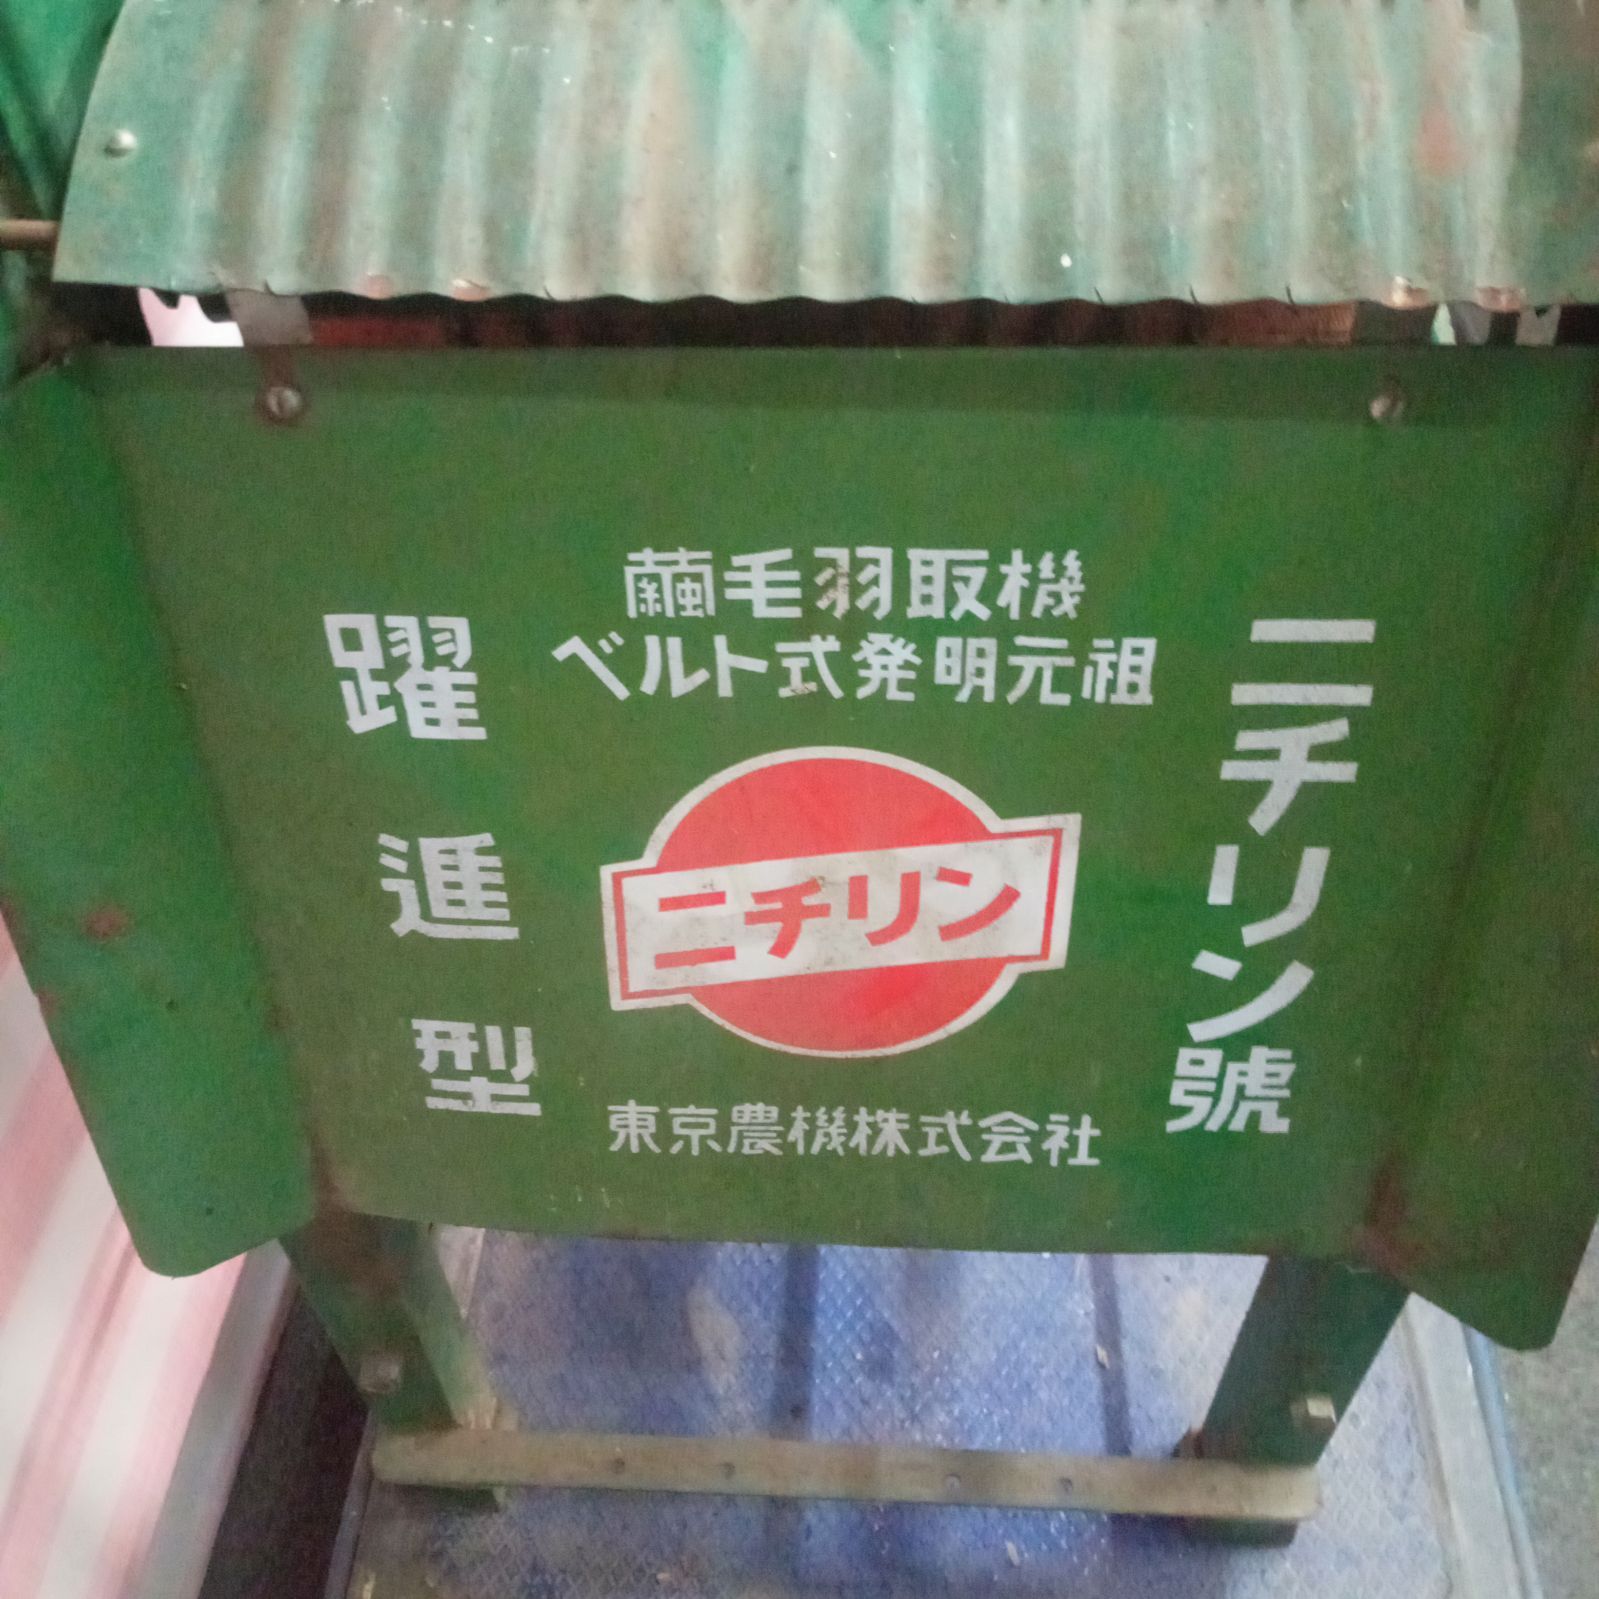 繭毛羽取機
ベルト式発明元祖
ニチリン號
躍進型
ニチリン
東京農機株式会社